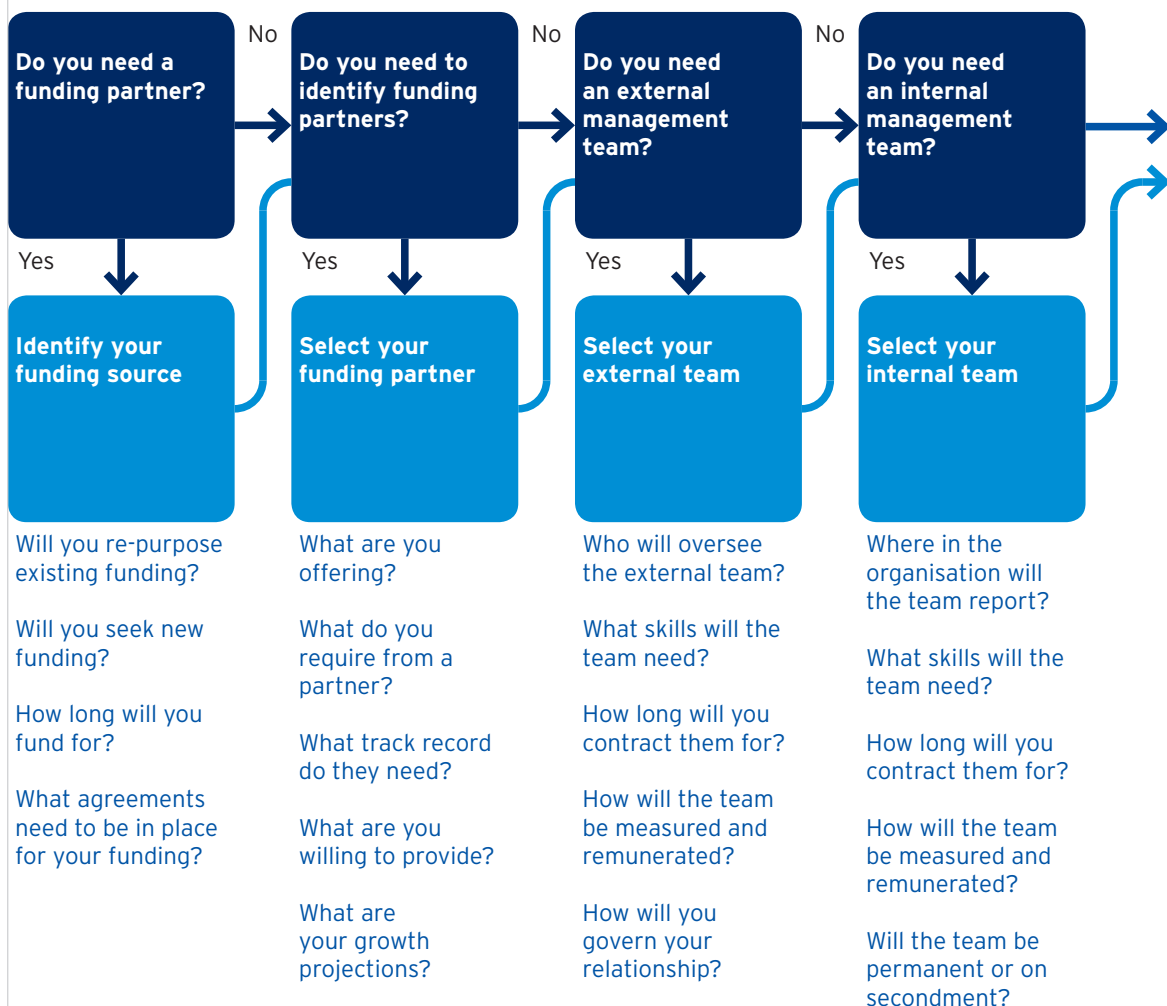 Do you need a
funding partner?
No
Do you need to
identify funding
partners?
No
Do you need
an external
management
team?
No
Do you need
an internal
management
team?
Yes
Yes
Yes
Yes
Identify your
funding source
Select your
funding partner
Select your
external team
Select your
internal team
Will you re-purpose
existing funding?
Will you seek new
funding?
How long will you
fund for?
What agreements
need to be in place
for your funding?
What are you
offering?
What do you
require from a
partner?
What track record
do they need?
What are you
willing to provide?
What are
your growth
projections?
Who will oversee
the external team?
What skills will the
team need?
How long will you
contract them for?
How will the team
be measured and
remunerated?
How will you
govern your
relationship?
Where in the
organisation will
the team report?
What skills will the
team need?
How long will you
contract them for?
How will the team
be measured and
remunerated?
Will the team be
permanent or on
secondment?